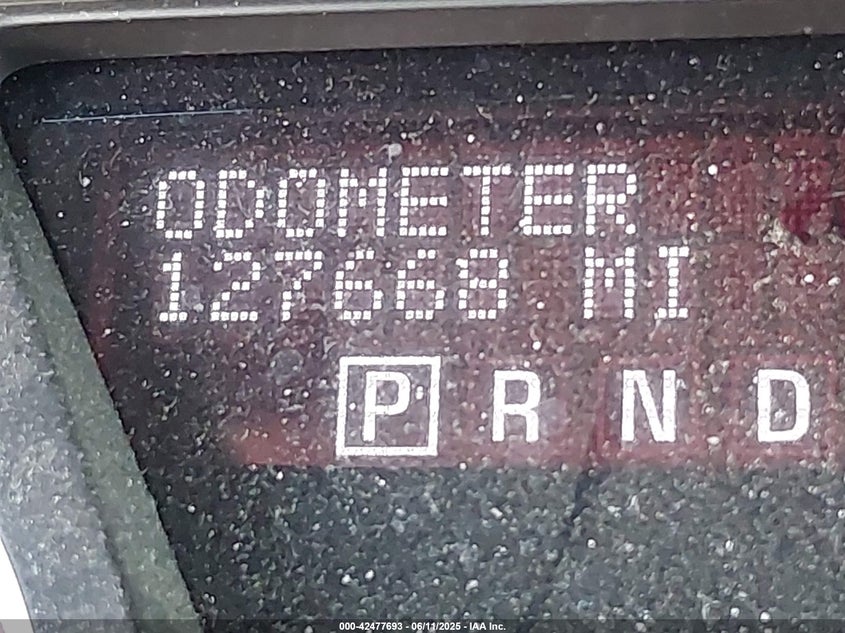 ODOMETER
127668 MI
P R N D
000-42477693 - 06/11/2025 - IAA Inc.